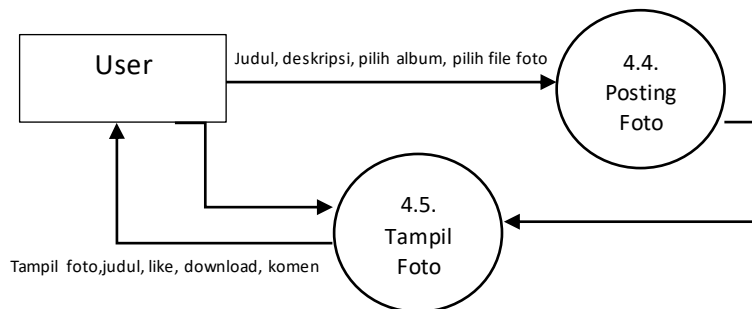 User
Judul, deskripsi, pilih album, pilih file foto
4.4.
Posting
Foto
4.5.
Tampil
Foto
Tampil foto,judul, like, download, komen